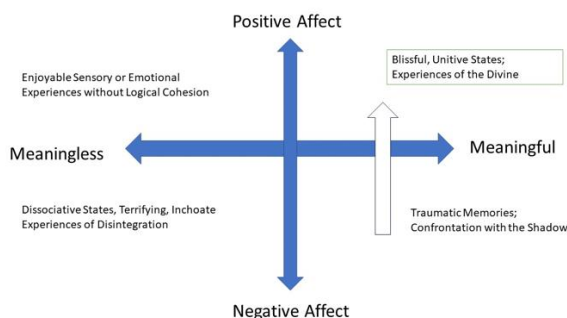 Positive Affect
Blissful, Unitive States;
Experiences of the Divine
Enjoyable Sensory or Emotional
Experiences without Logical Cohesion
Meaningless
Meaningful
Dissociative States, Terrifying, Inchoate
Experiences of Disintegration
Traumatic Memories;
Confrontation with the Shadow
Negative Affect